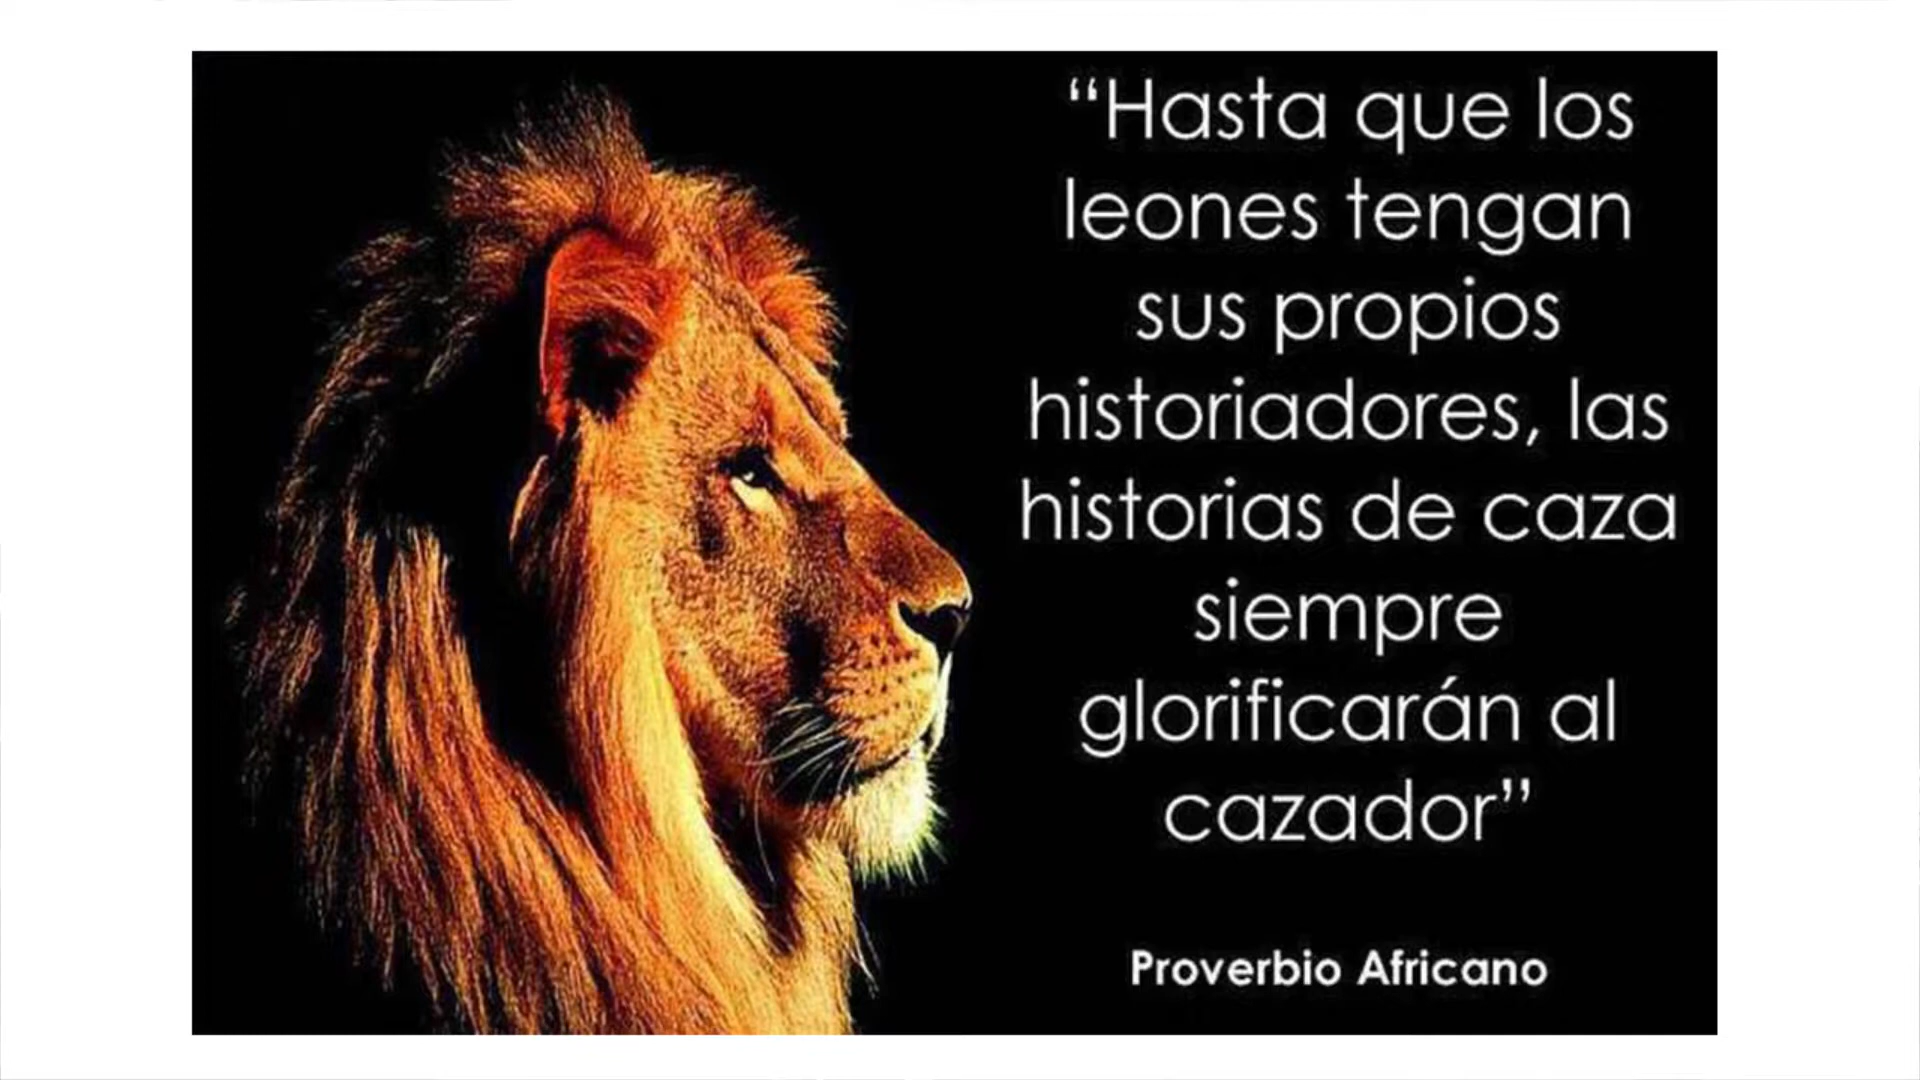 “Hasta que los
leones tengan
sus propios
historiadores, las
historias de caza
siempre
glorificarán al
cazador”
Proverbio Africano